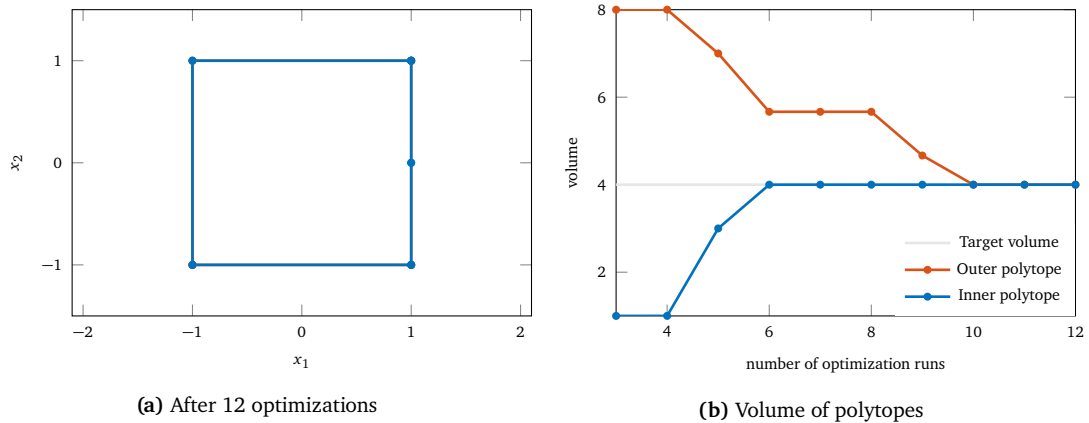 1
0
−1
x2
−2
−1
0
1
2
x1
(a) After 12 optimizations
8
6
4
2
volume
Target volume
Outer polytope
Inner polytope
4
6
8
10
12
number of optimization runs
(b) Volume of polytopes